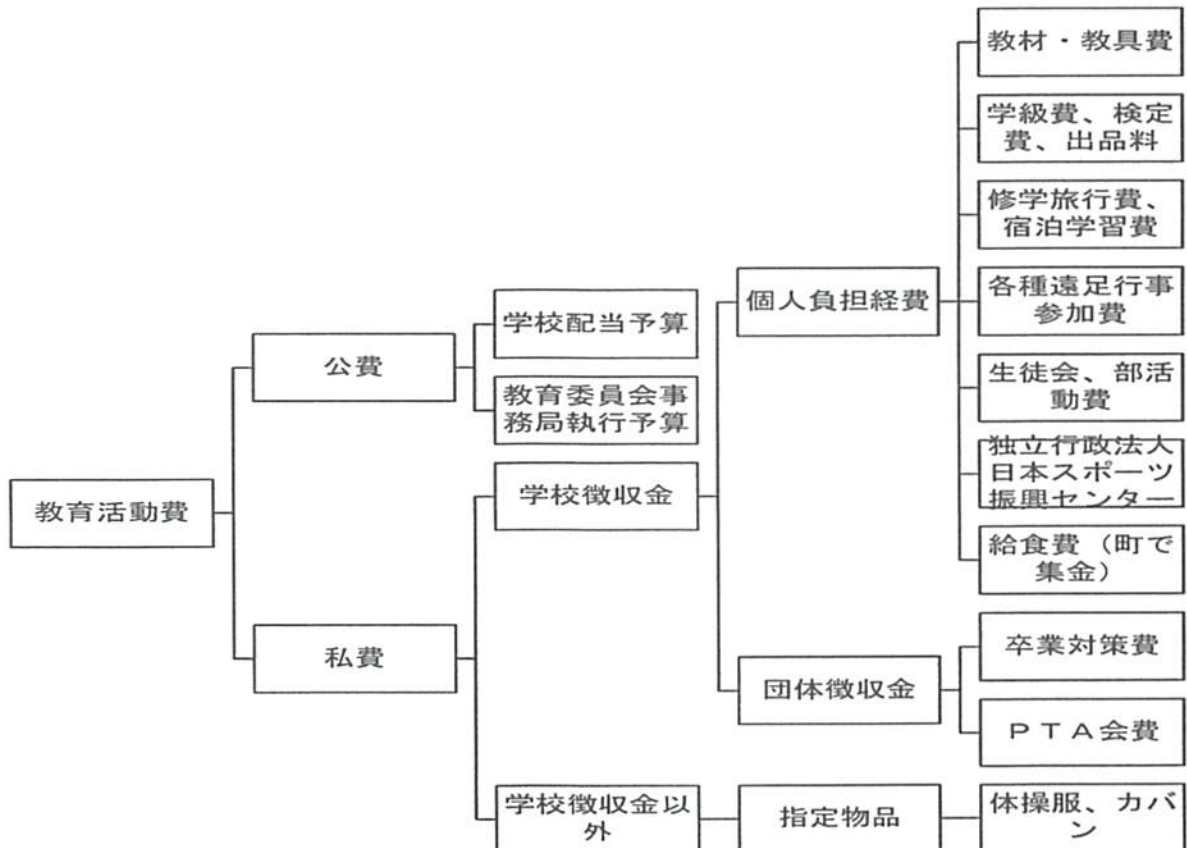 教育活動費
公費
学校配当予算
教育委員会事
務局執行予算
私費
学校徴収金
個人負担経費
教材・教具費
学級費、検定
費、出品料
修学旅行費、
宿泊学習費
各種遠足行事
参加費
生徒会、部活
動費
独立行政法人
日本スポーツ
振興センター
給食費（町で
集金）
団体徴収金
卒業対策費
ＰＴＡ会費
学校徴収金以
外
指定物品
体操服、カバ
ン